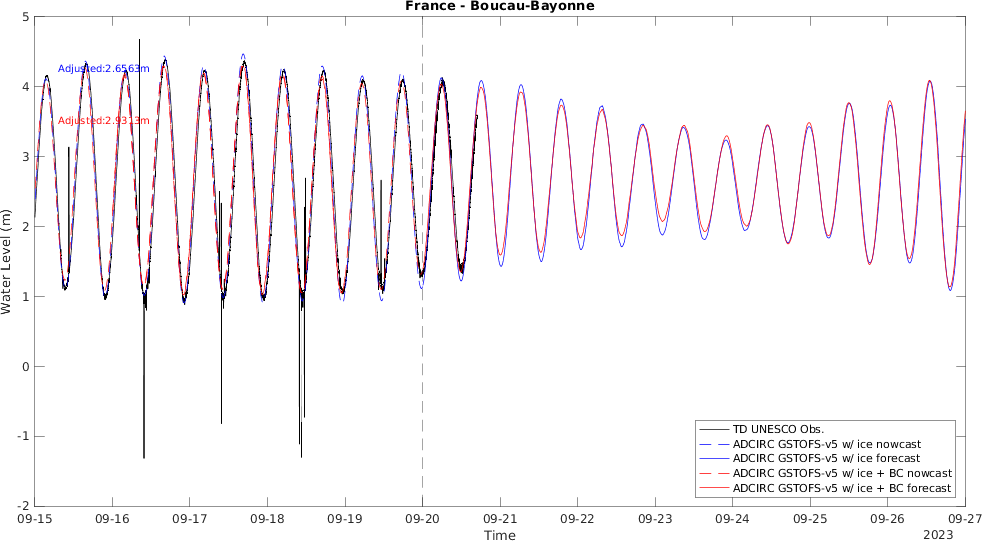 France - Boucau-Bayonne
5
4
3
2
1
0
-1
-2
Water Level (m)
Adjusted:2.6563m
Adjusted:2.9313m
TD UNESCO Obs.
ADCIRC GSTOFS-v5 w/ ice nowcast
ADCIRC GSTOFS-v5 w/ ice forecast
ADCIRC GSTOFS-v5 w/ ice + BC nowcast
ADCIRC GSTOFS-v5 w/ ice + BC forecast
09-15 09-16 09-17 09-18 09-19 09-20 09-21 09-22 09-23 09-24 09-25 09-26 09-27
Time
2023